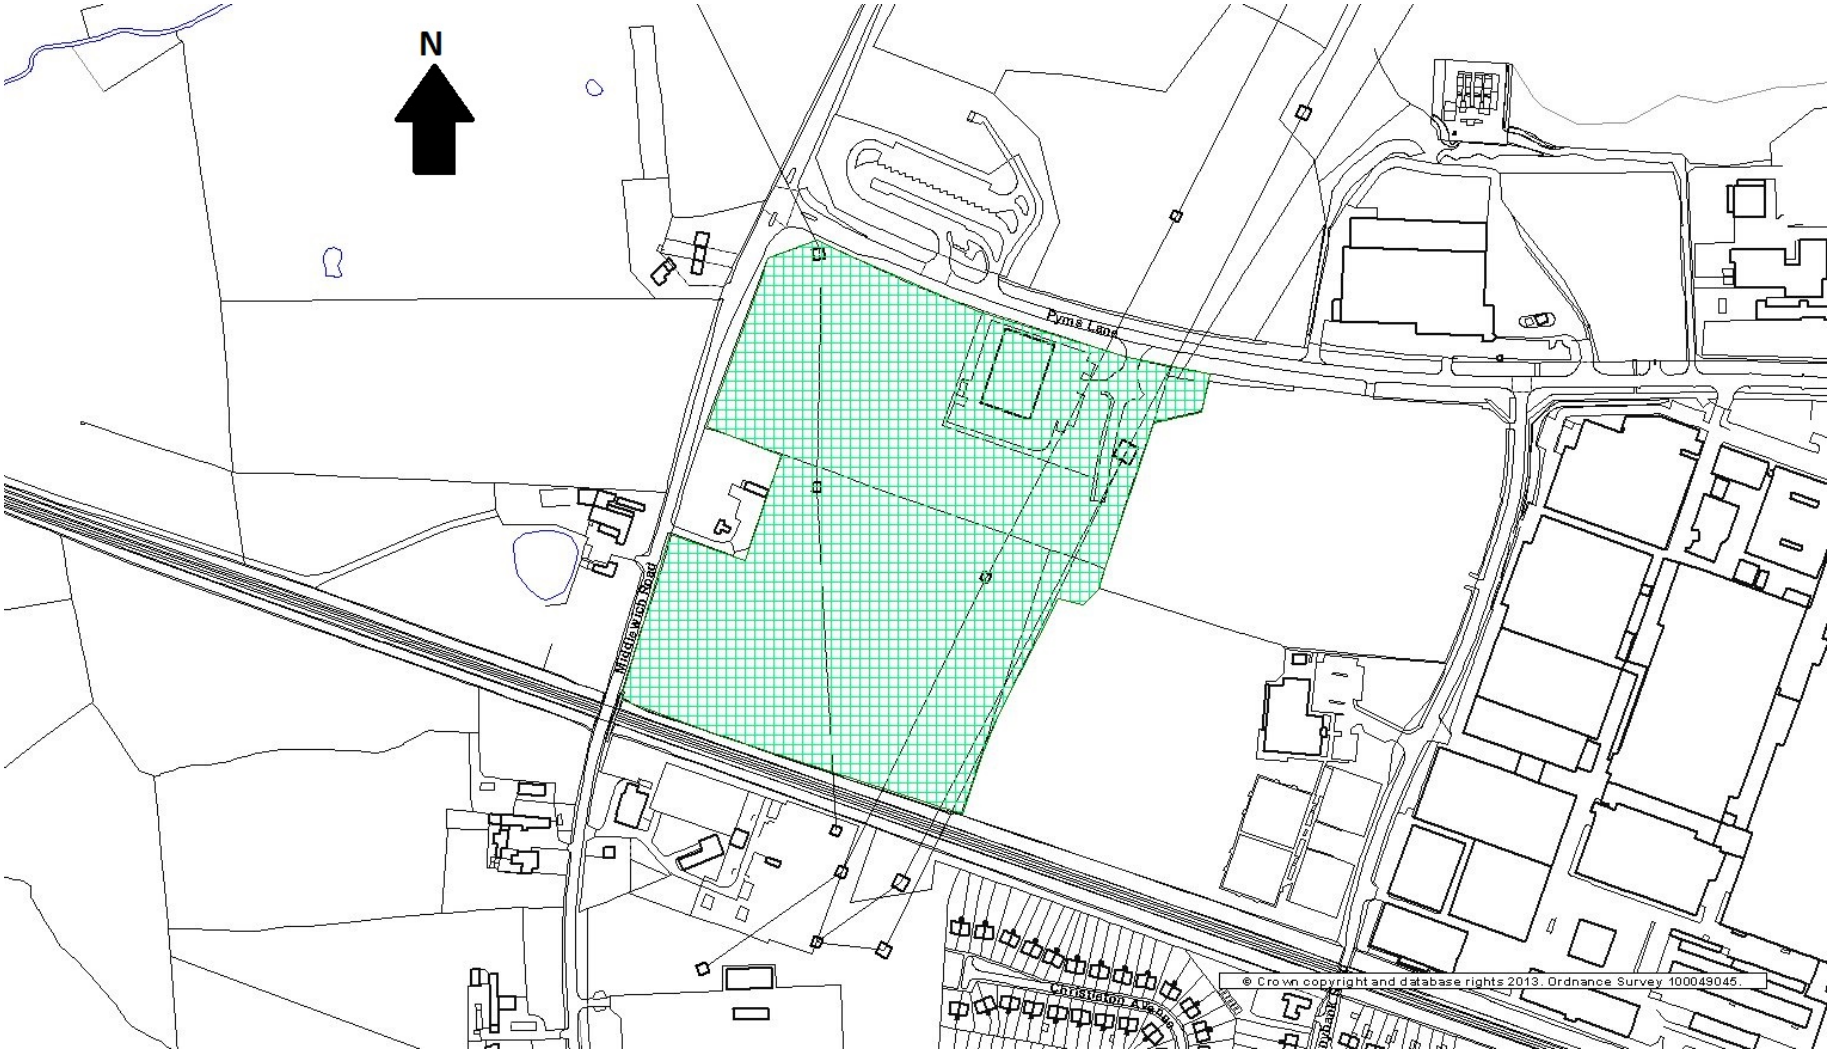 N
Pyms Lane
Middlewich Road
Christleton Avenue
© Crown copyright and database rights 2013. Ordnance Survey 100049045.